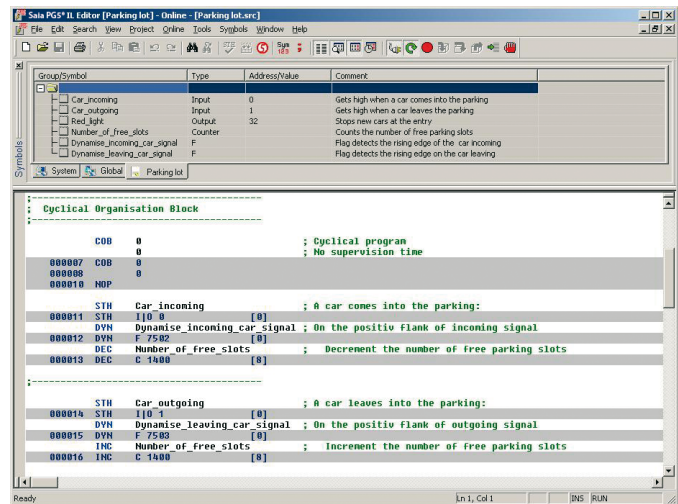 Saia PG5® IL Editor [Parking lot] - Online - [Parking lot.src]
File Edit Search View Project Online Tools Symbols Window Help
Sym
123
Group/Symbol Type Address/Value Comment
Car_incoming Input 0 Gets high when a car comes into the parking
Car_outgoing Input 1 Gets high when a car leaves the parking
Red_light Output 32 Stops new cars at the entry
Number_of_free_slots Counter Counts the number of free parking slots
Dynamise_incoming_car_signal F Flag detects the rising edge of the car incoming
Dynamise_leaving_car_signal F Flag detects the rising edge on the car leaving
Symbols
System Global Parking lot
;----------------------------------------
; Cyclical Organisation Block
;----------------------------------------
COB 0 ; Cyclical program
0 ; No supervision time
000007 COB 0
000008 0
000010 NOP
STH Car_incoming ; A car comes into the parking:
000011 STH I|O 0 [0]
DYN Dynamise_incoming_car_signal ; On the positiv flank of incoming signal
000012 DYN F 7502 [0]
DEC Number_of_free_slots ; Decrement the number of free parking slots
000013 DEC C 1400 [8]
;----------------------------------------
STH Car_outgoing ; A car leaves into the parking:
000014 STH I|O 1 [0]
DYN Dynamise_leaving_car_signal ; On the positiv flank of outgoing signal
000015 DYN F 7503 [0]
INC Number_of_free_slots ; Increment the number of free parking slots
000016 INC C 1400 [8]
Ready Ln 1, Col 1 INS RUN